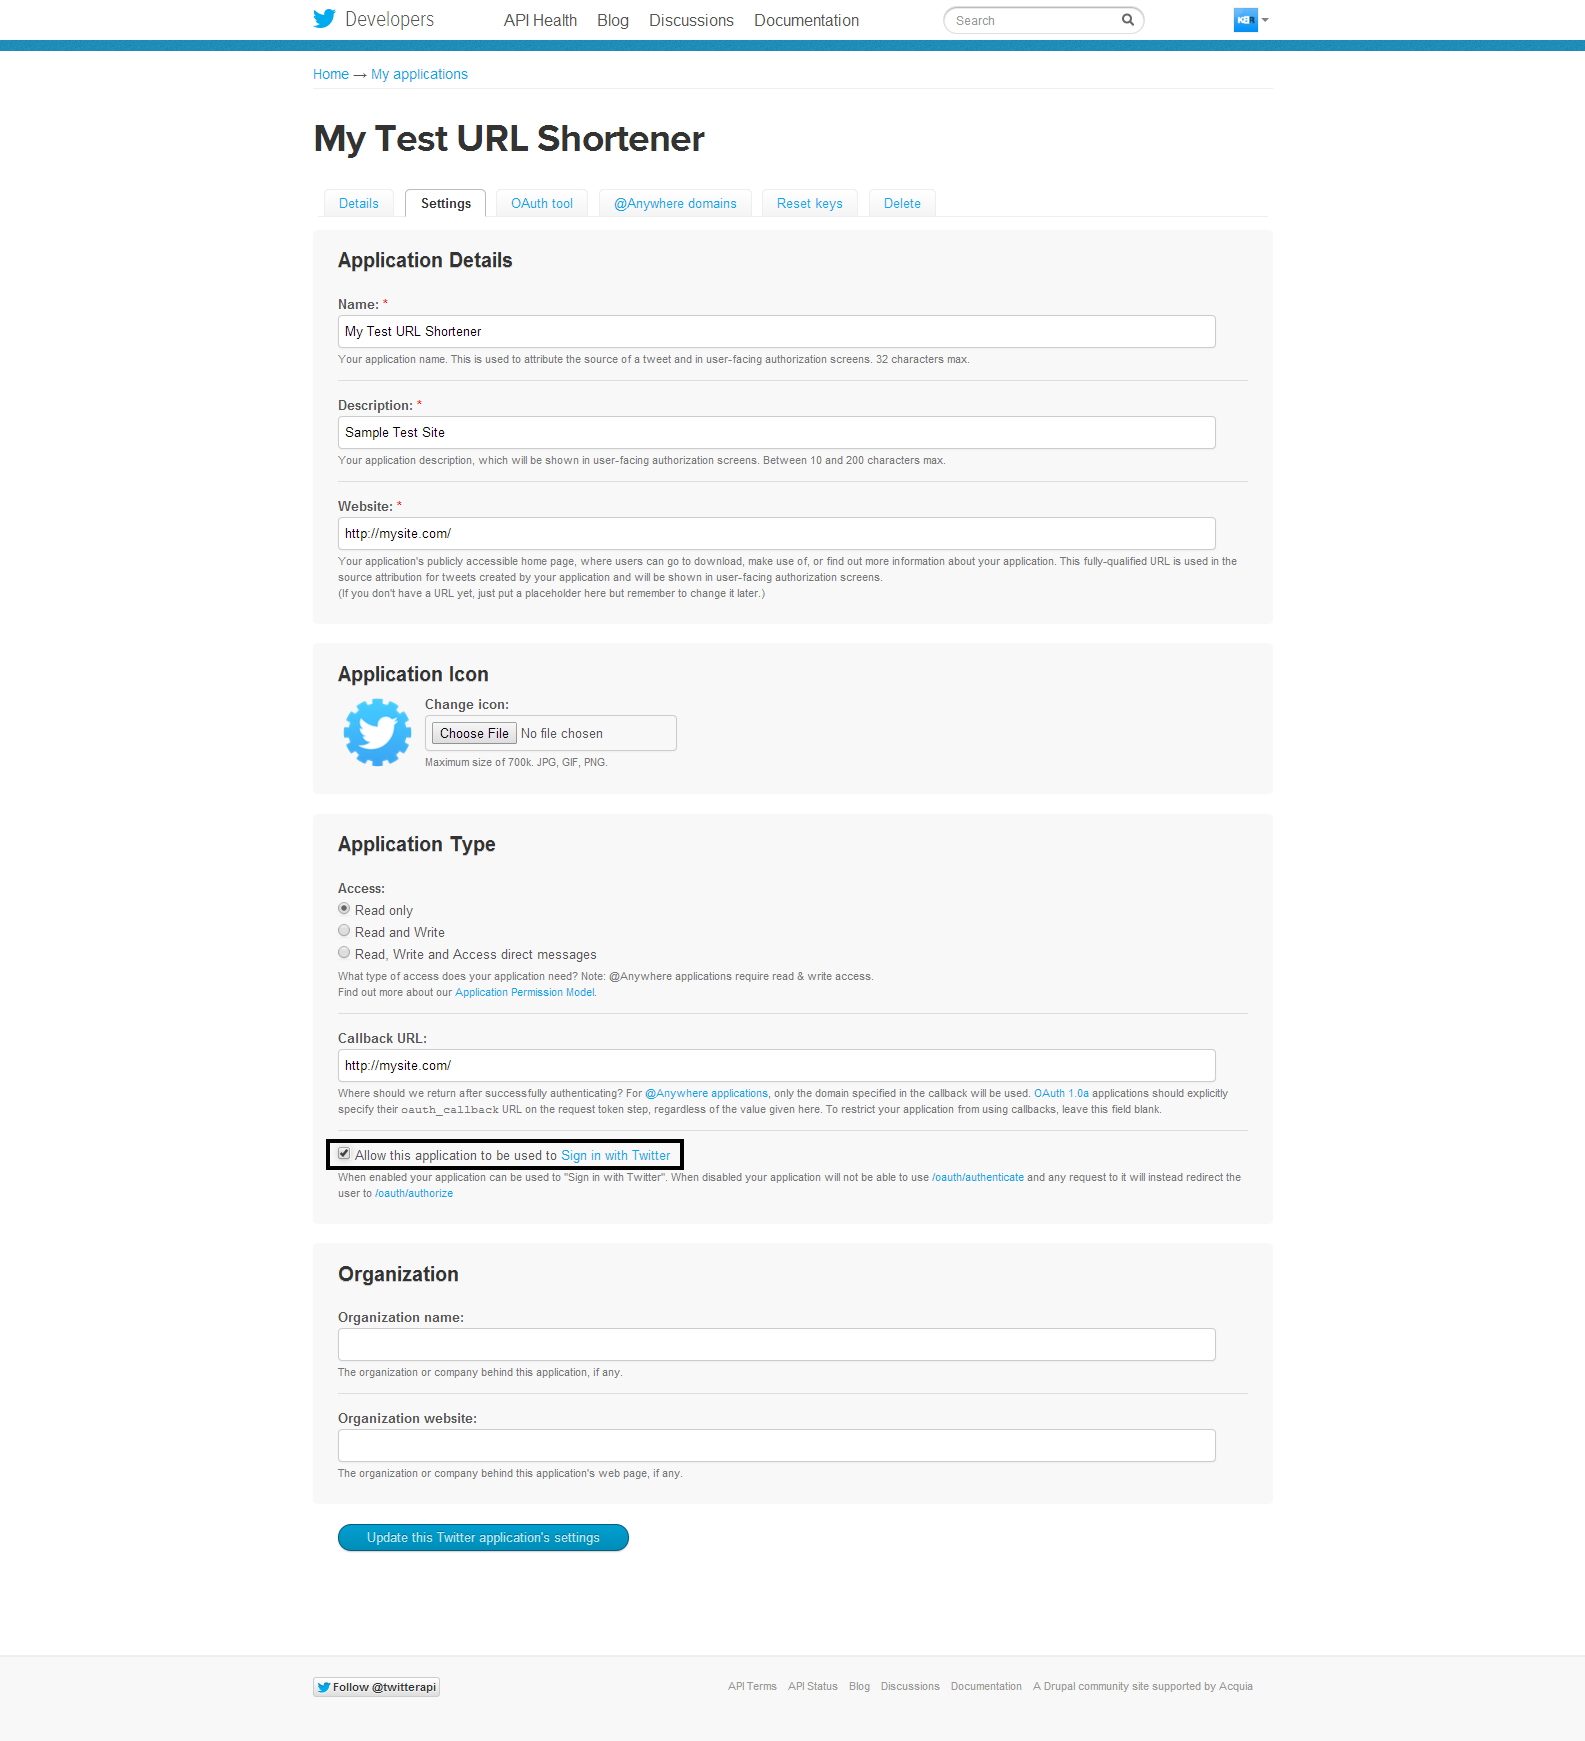 Developers API Health Blog Discussions Documentation Search K8R
Home → My applications
My Test URL Shortener
Details Settings OAuth tool @Anywhere domains Reset keys Delete
Application Details
Name: *
My Test URL Shortener
Your application name. This is used to attribute the source of a tweet and in user-facing authorization screens. 32 characters max.
Description: *
Sample Test Site
Your application description, which will be shown in user-facing authorization screens. Between 10 and 200 characters max.
Website: *
http://mysite.com/
Your application's publicly accessible home page, where users can go to download, make use of, or find out more information about your application. This fully-qualified URL is used in the
source attribution for tweets created by your application and will be shown in user-facing authorization screens.
(If you don't have a URL yet, just put a placeholder here but remember to change it later.)
Application Icon
Change icon:
Choose File No file chosen
Maximum size of 700k. JPG, GIF, PNG.
Application Type
Access:
Read only
Read and Write
Read, Write and Access direct messages
What type of access does your application need? Note: @Anywhere applications require read & write access.
Find out more about our Application Permission Model.
Callback URL:
http://mysite.com/
Where should we return after successfully authenticating? For @Anywhere applications, only the domain specified in the callback will be used. OAuth 1.0a applications should explicitly
specify their oauth_callback URL on the request token step, regardless of the value given here. To restrict your application from using callbacks, leave this field blank.
Allow this application to be used to Sign in with Twitter
When enabled your application can be used to "Sign in with Twitter". When disabled your application will not be able to use /oauth/authenticate and any request to it will instead redirect the
user to /oauth/authorize
Organization
Organization name:
The organization or company behind this application, if any.
Organization website:
The organization or company behind this application's web page, if any.
Update this Twitter application's settings
Follow @twitterapi API Terms API Status Blog Discussions Documentation A Drupal community site supported by Acquia